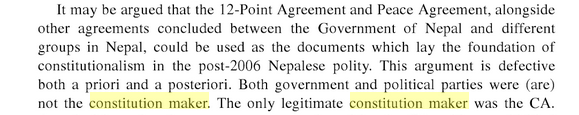 It may be argued that the 12-Point Agreement and Peace Agreement, alongside
other agreements concluded between the Government of Nepal and different
groups in Nepal, could be used as the documents which lay the foundation of
constitutionalism in the post-2006 Nepalese polity. This argument is defective
both a priori and a posteriori. Both government and political parties were (are)
not the constitution maker. The only legitimate constitution maker was the CA.